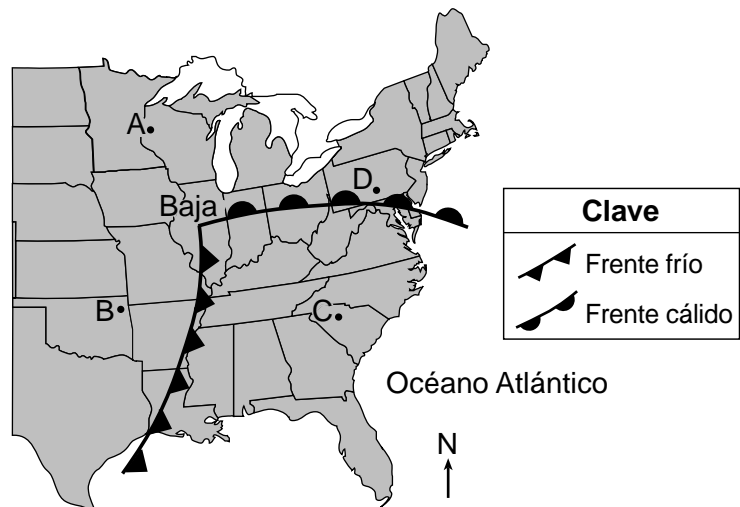 A
D
Baja
Clave
Frente frío
B
C
Frente cálido
Océano Atlántico
N